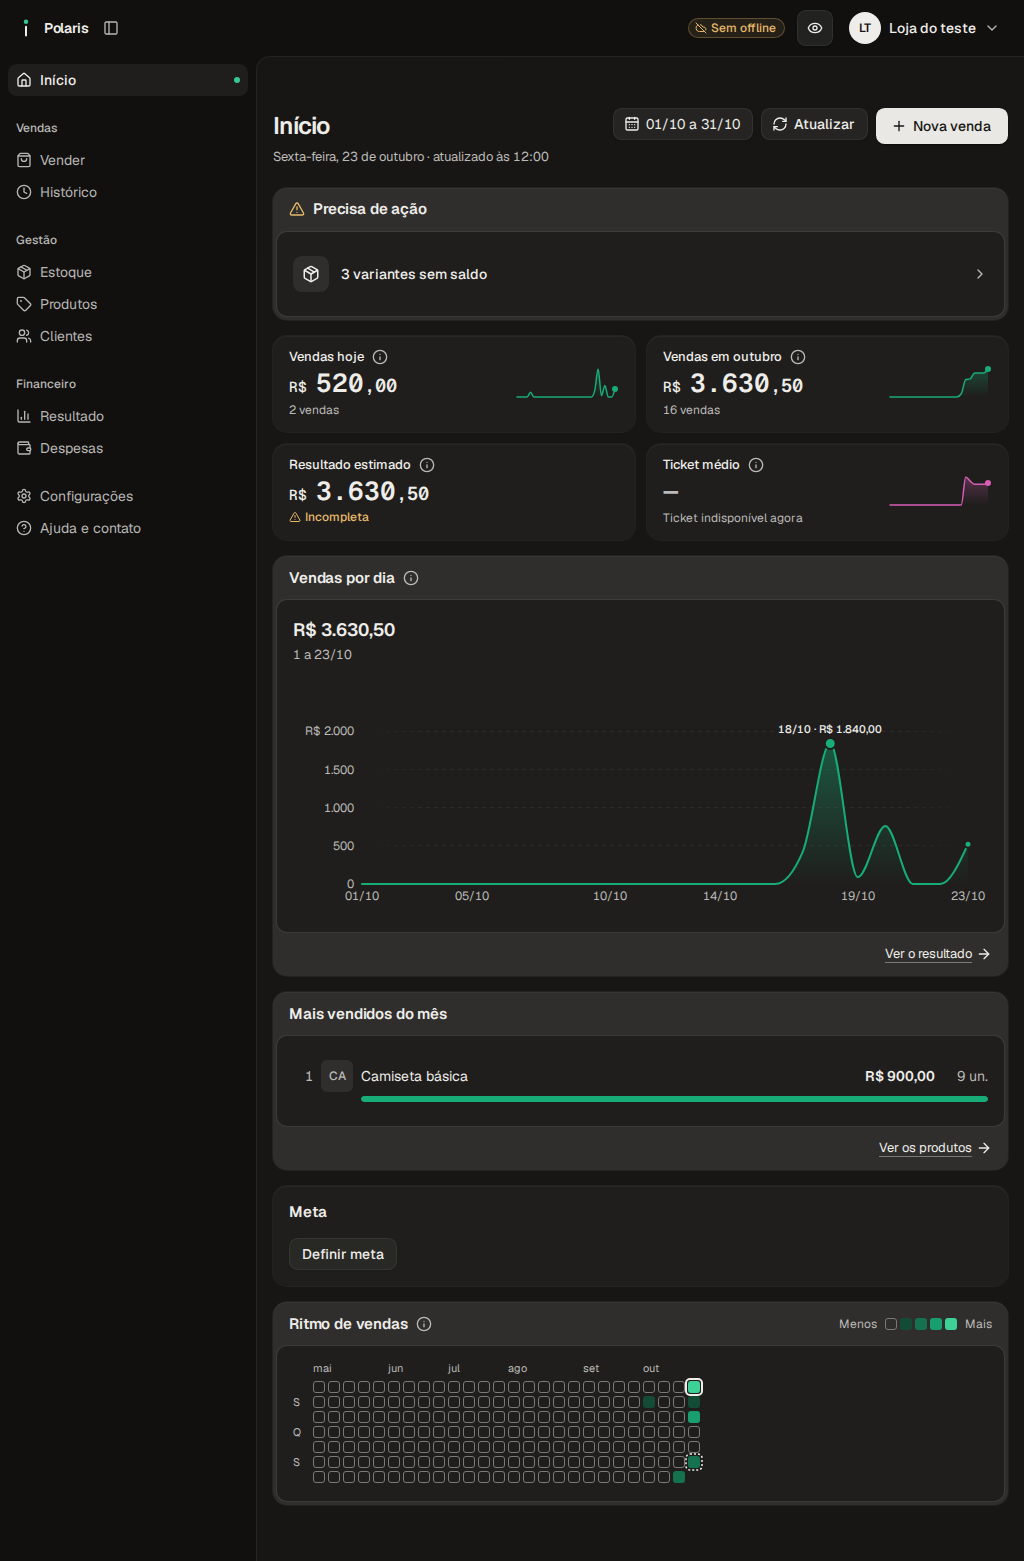 Polaris
Sem offline
LT
Loja do teste
Início
Vendas
Vender
Histórico
Gestão
Estoque
Produtos
Clientes
Financeiro
Resultado
Despesas
Configurações
Ajuda e contato
Início
01/10 a 31/10
Atualizar
Nova venda
Sexta-feira, 23 de outubro · atualizado às 12:00
Precisa de ação
3 variantes sem saldo
Vendas hoje
R$ 520,00
2 vendas
Vendas em outubro
R$ 3.630,50
16 vendas
Resultado estimado
R$ 3.630,50
Incompleta
Ticket médio
—
Ticket indisponível agora
Vendas por dia
R$ 3.630,50
1 a 23/10
18/10 · R$ 1.840,00
R$ 2.000
1.500
1.000
500
0
01/10 05/10 10/10 14/10 19/10 23/10
Ver o resultado
Mais vendidos do mês
1 CA Camiseta básica R$ 900,00 9 un.
Ver os produtos
Meta
Definir meta
Ritmo de vendas
Menos Mais
mai jun jul ago set out
S
Q
S